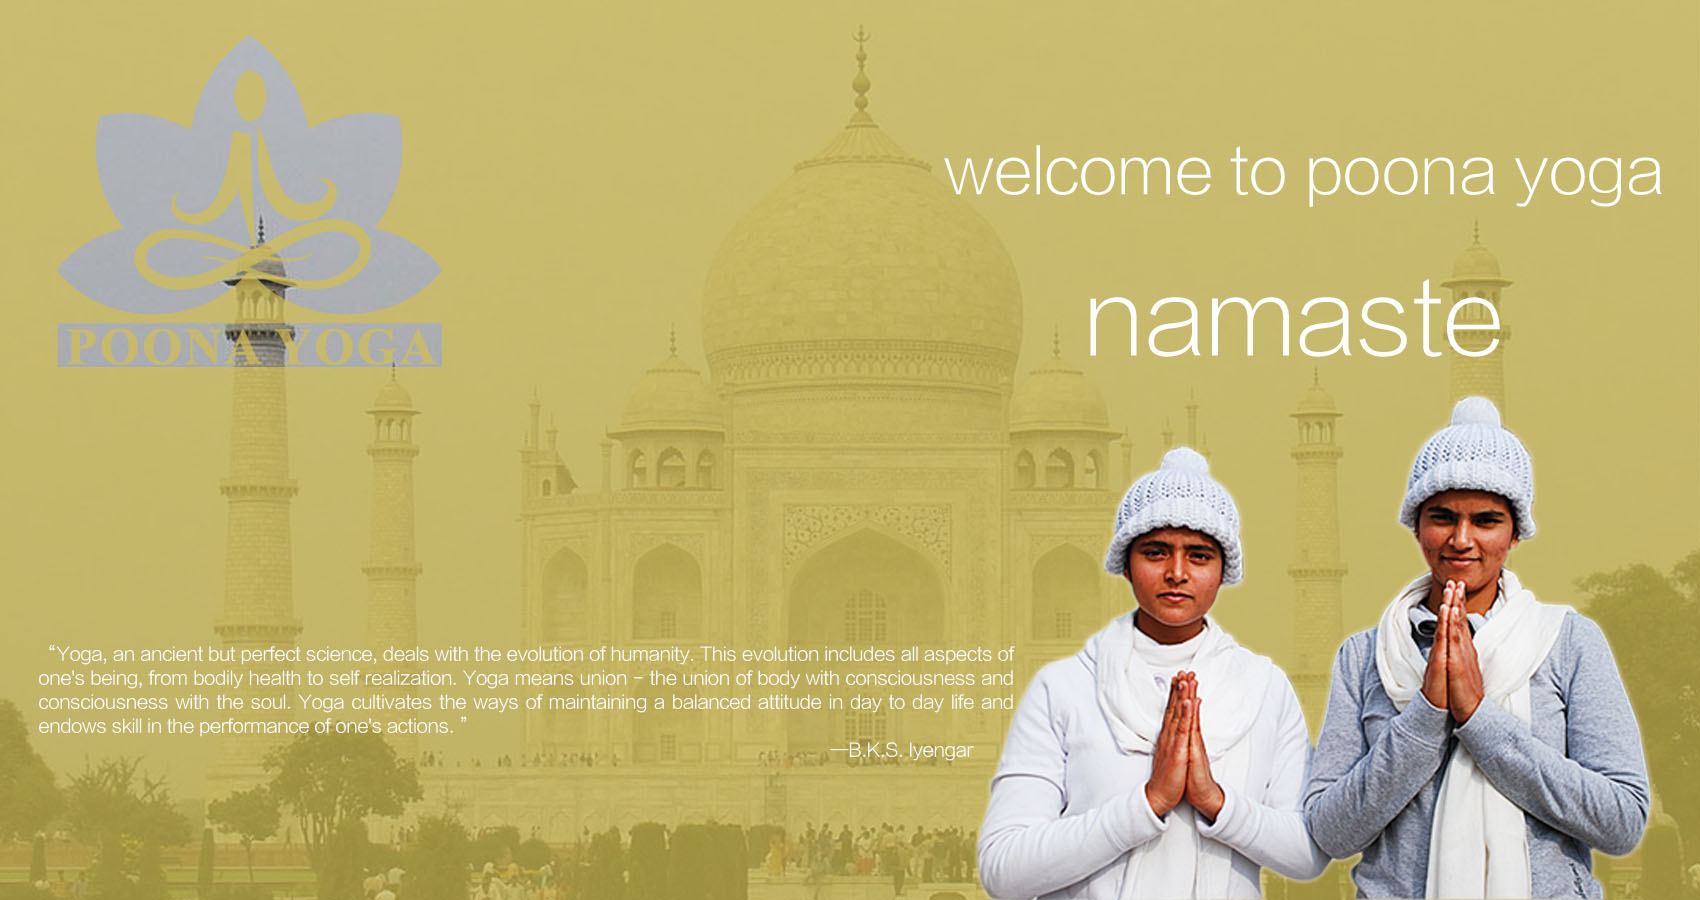 POONA YOGA
welcome to poona yoga
namaste
“Yoga, an ancient but perfect science, deals with the evolution of humanity. This evolution includes all aspects of
one's being, from bodily health to self realization. Yoga means union - the union of body with consciousness and
consciousness with the soul. Yoga cultivates the ways of maintaining a balanced attitude in day to day life and
endows skill in the performance of one's actions. ”
—B.K.S. Iyengar